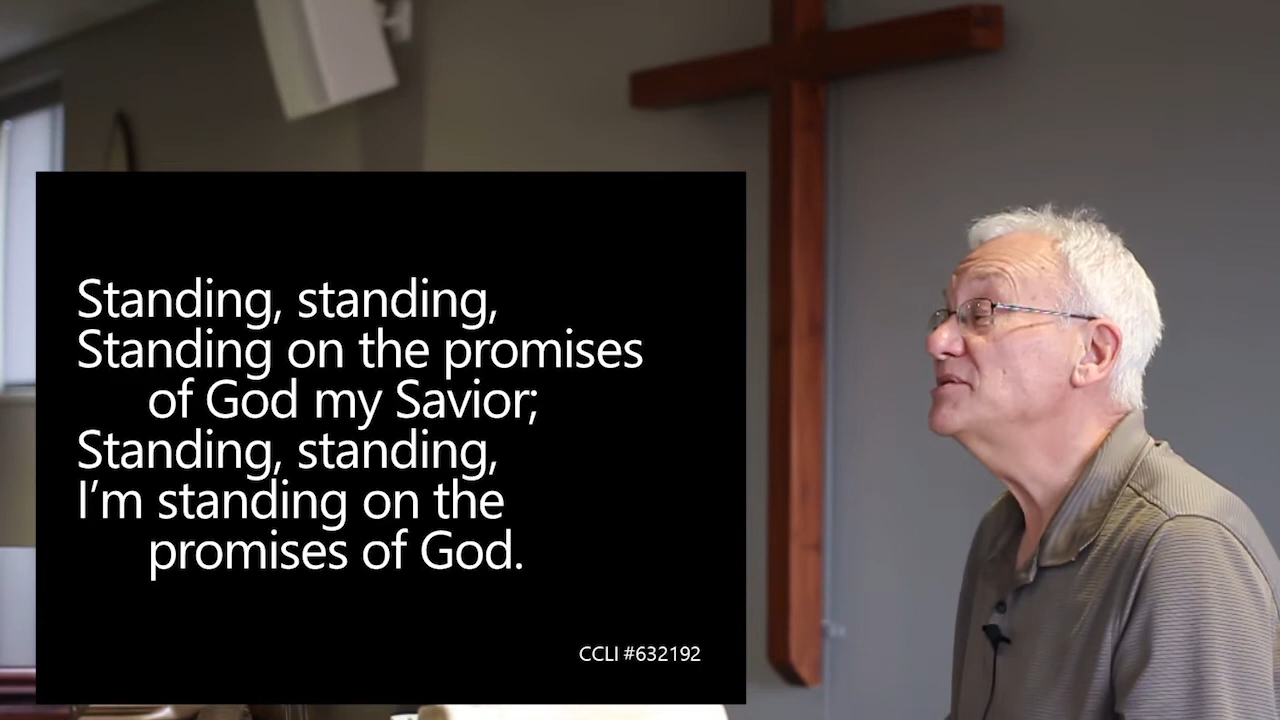 Standing, standing,
Standing on the promises
of God my Savior;
Standing, standing,
I’m standing on the
promises of God.
CCLI #632192